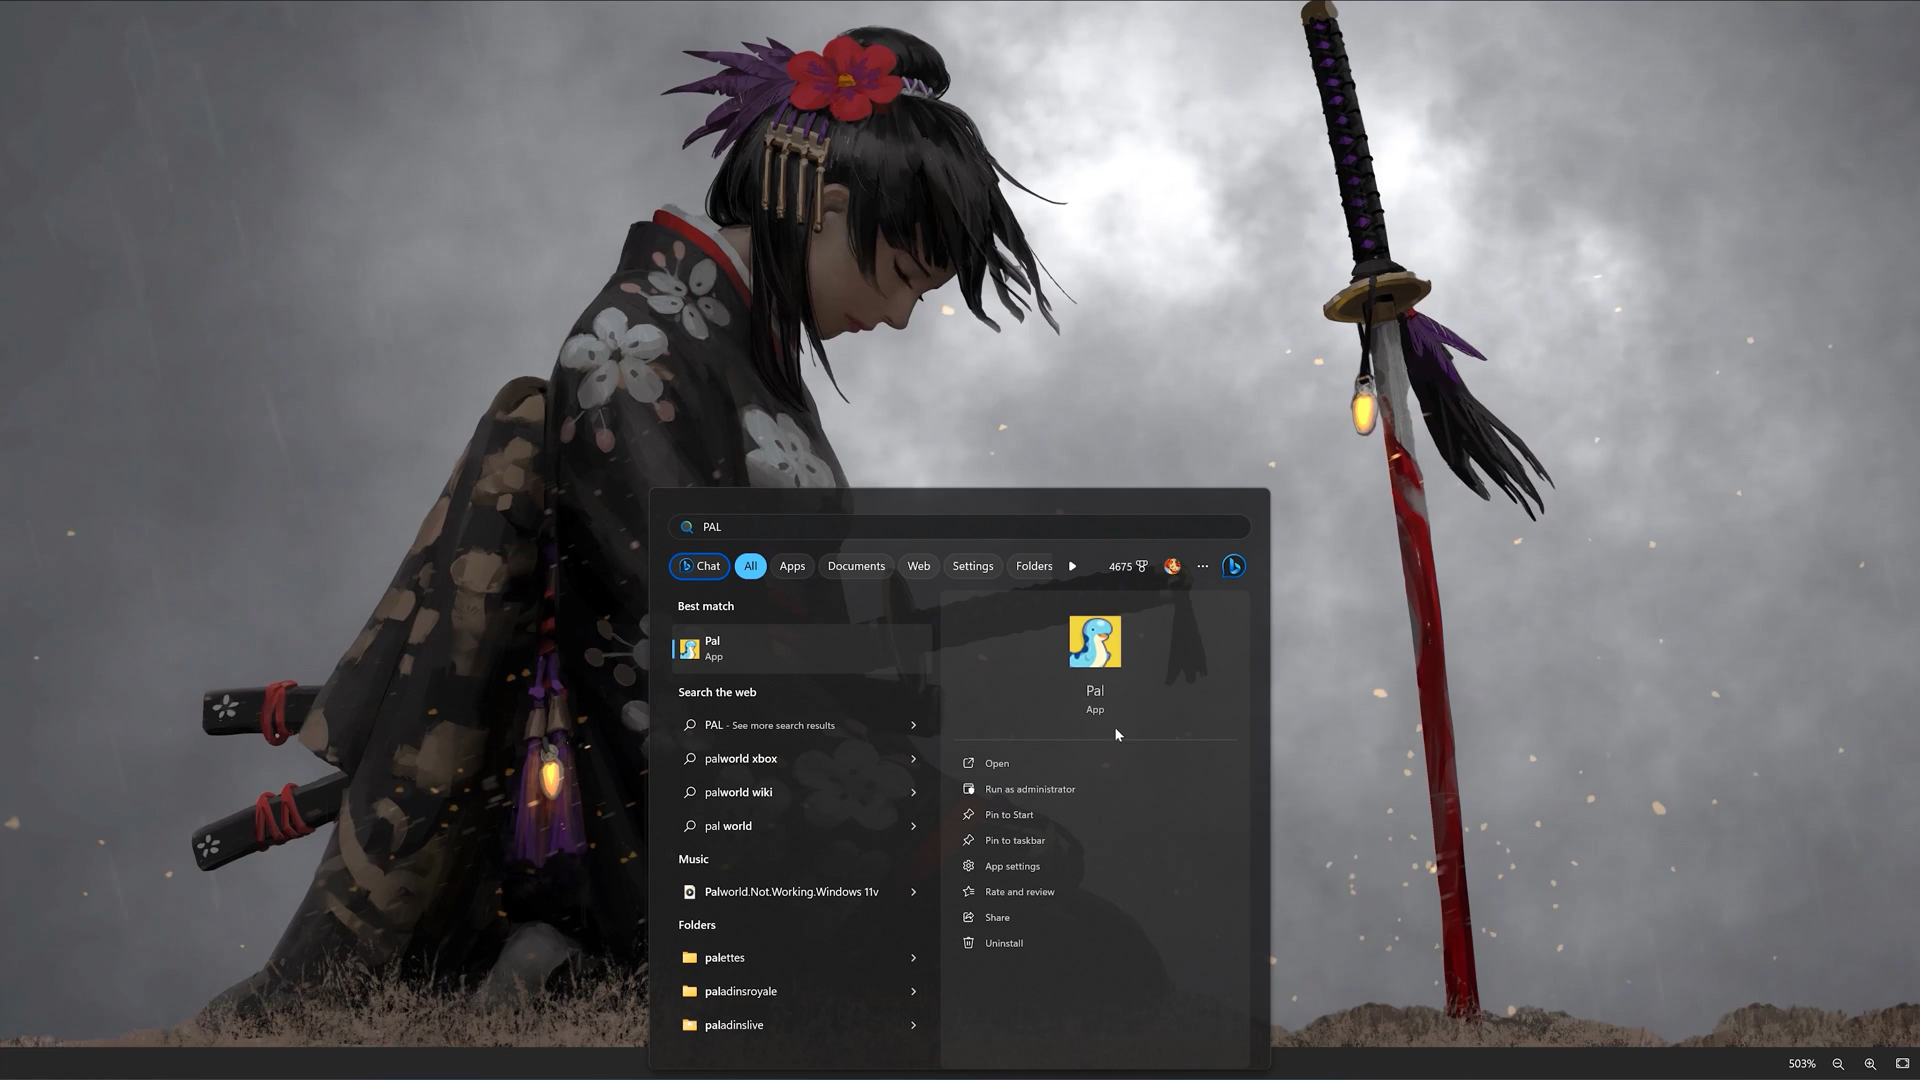 PAL
Chat All Apps Documents Web Settings Folders 4675
Best match
Pal
App
Search the web
PAL - See more search results
palworld xbox
palworld wiki
pal world
Music
Palworld.Not.Working.Windows 11v
Folders
palettes
paladinsroyale
paladinslive
Pal
App
Open
Run as administrator
Pin to Start
Pin to taskbar
App settings
Rate and review
Share
Uninstall
503%